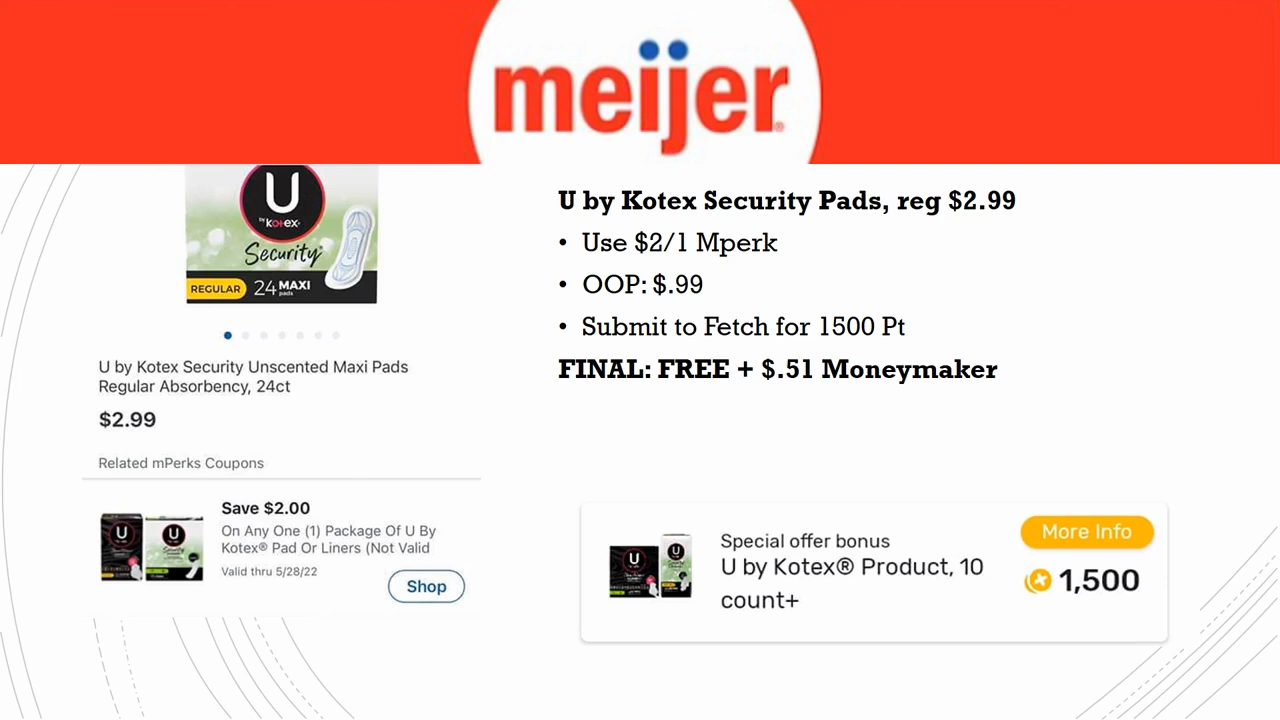 meijer
U
by kotex
Security
REGULAR 24 MAXI
pads
U by Kotex Security Unscented Maxi Pads
Regular Absorbency, 24ct
$2.99
Related mPerks Coupons
Save $2.00
On Any One (1) Package Of U By
Kotex® Pad Or Liners (Not Valid
Valid thru 5/28/22
Shop
U by Kotex Security Pads, reg $2.99
• Use $2/1 Mperk
• OOP: $.99
• Submit to Fetch for 1500 Pt
FINAL: FREE + $.51 Moneymaker
Special offer bonus
U by Kotex® Product, 10
count+
More Info
1,500